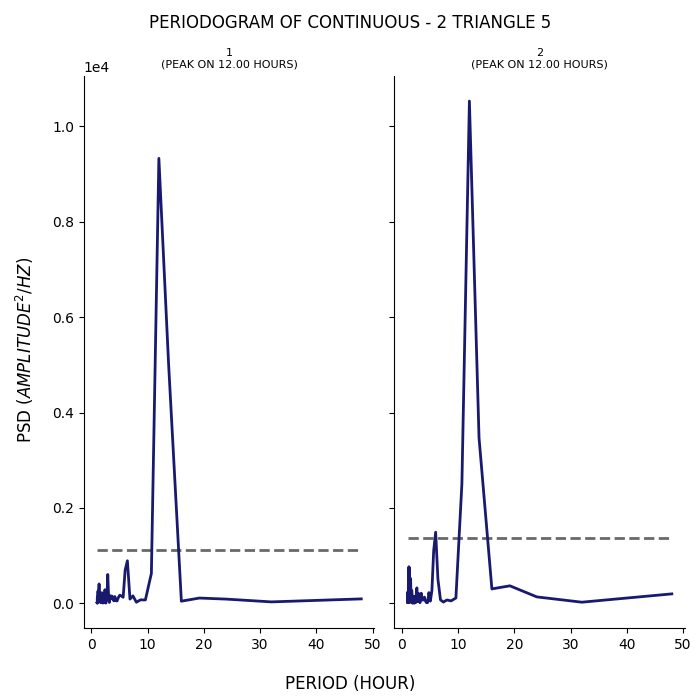 PERIODOGRAM OF CONTINUOUS - 2 TRIANGLE 5
1
(PEAK ON 12.00 HOURS)
2
(PEAK ON 12.00 HOURS)
1e4
1.0
0.8
0.6
0.4
0.2
0.0
PSD (AMPLITUDE²/HZ)
0 10 20 30 40 50
0 10 20 30 40 50
PERIOD (HOUR)